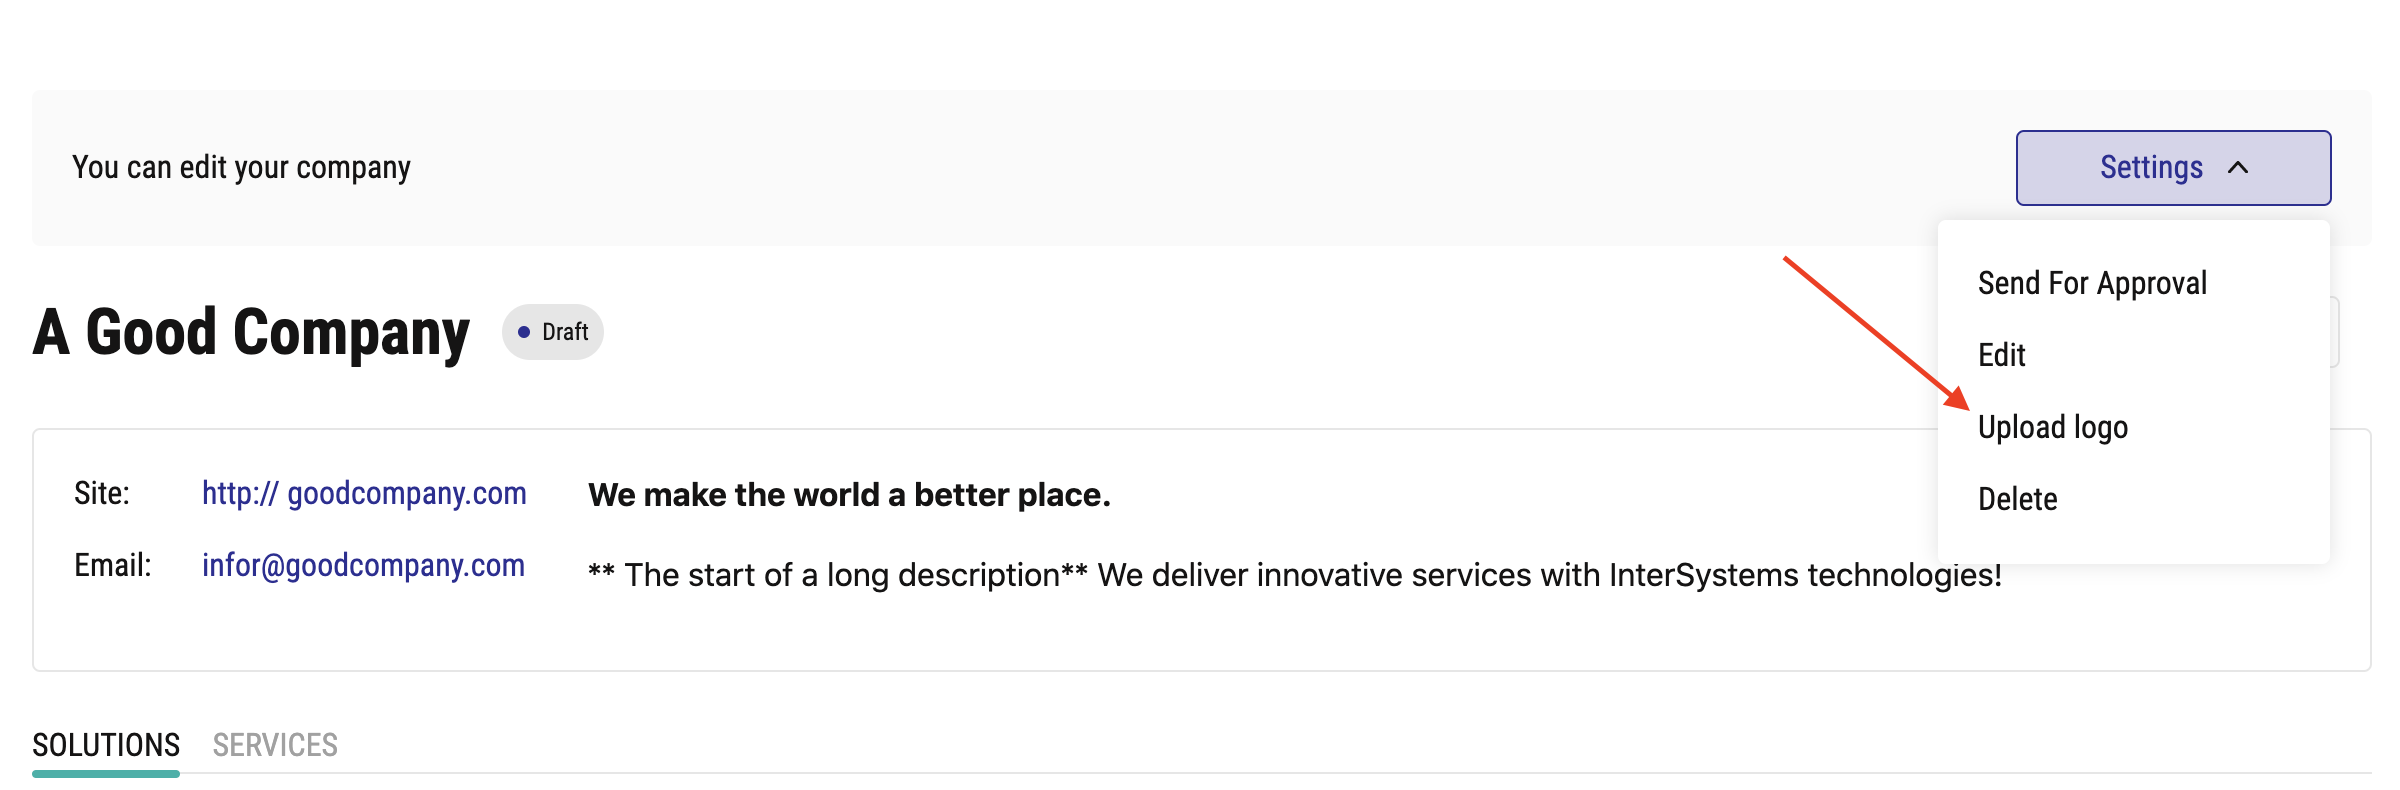 You can edit your company
Settings
Send For Approval
Edit
Upload logo
Delete
A Good Company
Draft
Site: http:// goodcompany.com
Email: infor@goodcompany.com
We make the world a better place.
** The start of a long description** We deliver innovative services with InterSystems technologies!
SOLUTIONS SERVICES